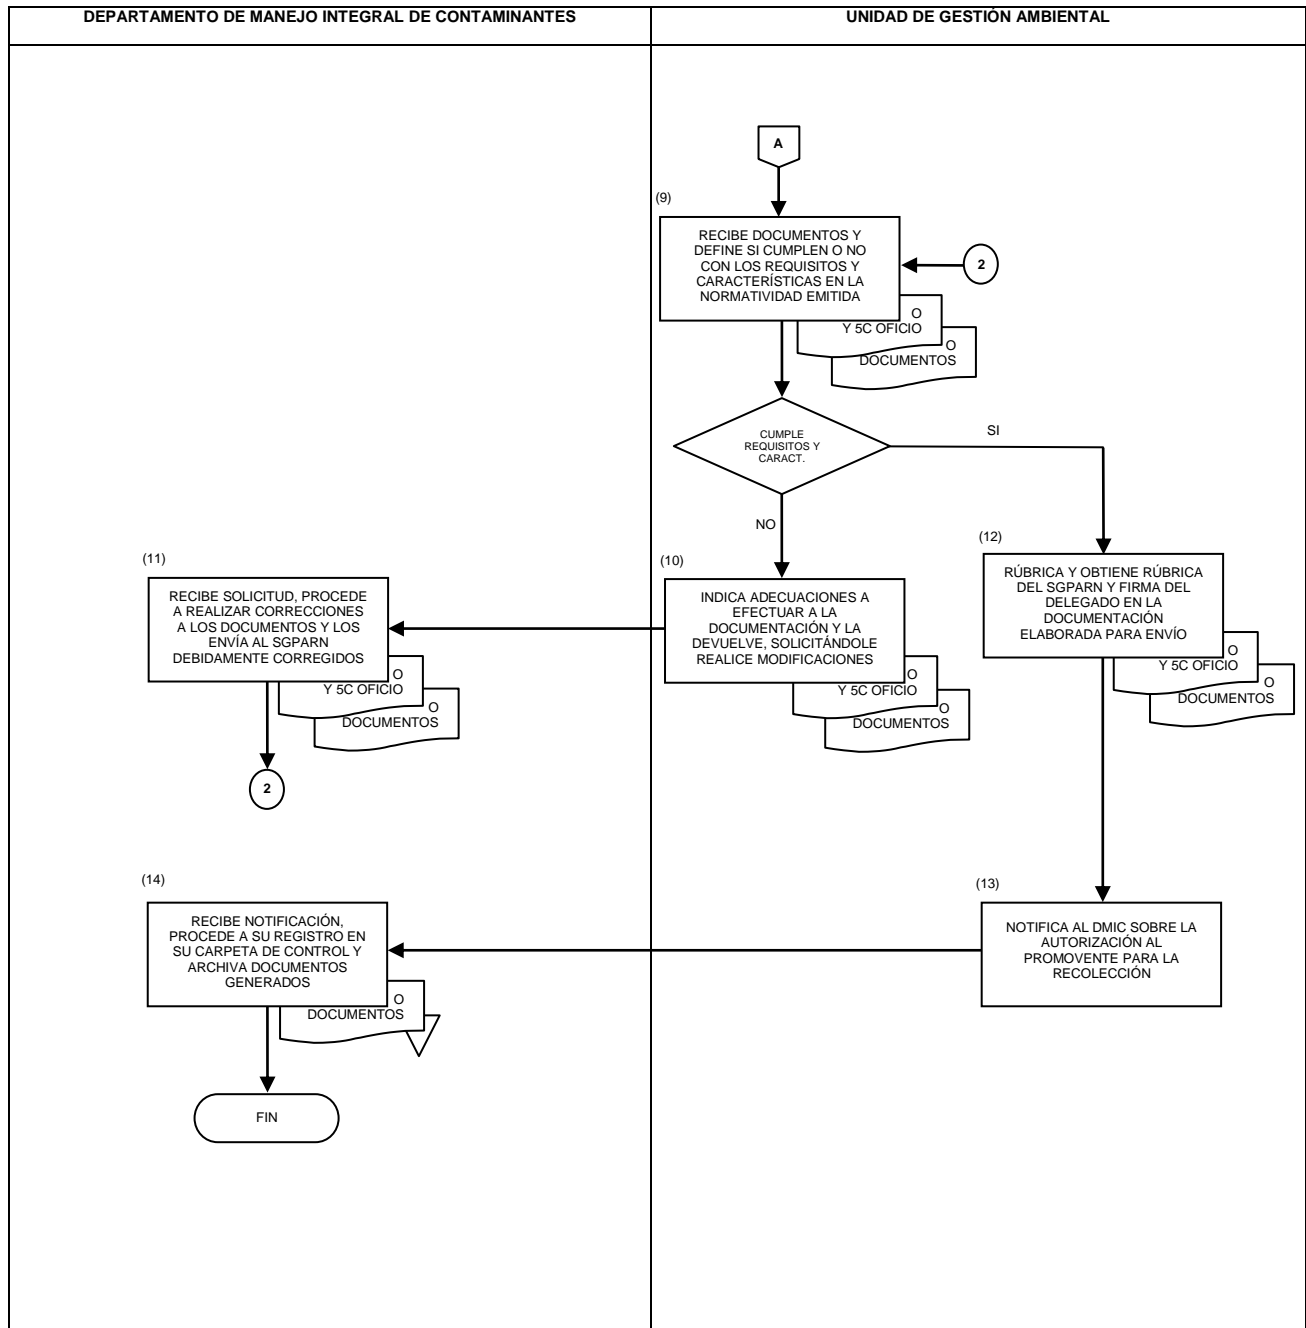 DEPARTAMENTO DE MANEJO INTEGRAL DE CONTAMINANTES
UNIDAD DE GESTIÓN AMBIENTAL
A
(9)
RECIBE DOCUMENTOS Y
DEFINE SI CUMPLEN O NO
CON LOS REQUISITOS Y
CARACTERÍSTICAS EN LA
NORMATIVIDAD EMITIDA
2
O
Y 5C OFICIO
O
DOCUMENTOS
CUMPLE
REQUISITOS Y
CARACT.
SI
NO
(12)
RÚBRICA Y OBTIENE RÚBRICA
DEL SGPARN Y FIRMA DEL
DELEGADO EN LA
DOCUMENTACIÓN
ELABORADA PARA ENVÍO
O
Y 5C OFICIO
O
DOCUMENTOS
(10)
INDICA ADECUACIONES A
EFECTUAR A LA
DOCUMENTACIÓN Y LA
DEVUELVE, SOLICITÁNDOLE
REALICE MODIFICACIONES
O
Y 5C OFICIO
O
DOCUMENTOS
(11)
RECIBE SOLICITUD, PROCEDE
A REALIZAR CORRECCIONES
A LOS DOCUMENTOS Y LOS
ENVÍA AL SGPARN
DEBIDAMENTE CORREGIDOS
O
Y 5C OFICIO
O
DOCUMENTOS
2
(13)
NOTIFICA AL DMIC SOBRE LA
AUTORIZACIÓN AL
PROMOVENTE PARA LA
RECOLECCIÓN
(14)
RECIBE NOTIFICACIÓN,
PROCEDE A SU REGISTRO EN
SU CARPETA DE CONTROL Y
ARCHIVA DOCUMENTOS
GENERADOS
O
DOCUMENTOS
FIN